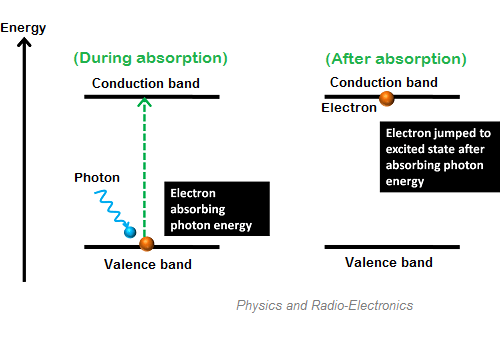 Energy
(During absorption)
Conduction band
Photon
Electron
absorbing
photon energy
Valence band
(After absorption)
Conduction band
Electron
Electron jumped to
excited state after
absorbing photon
energy
Valence band
Physics and Radio-Electronics